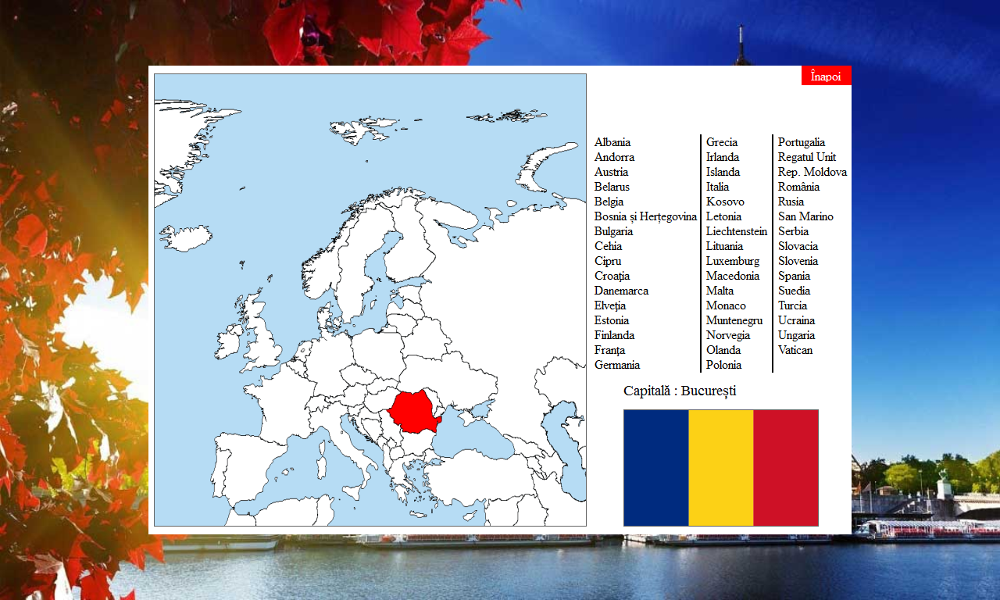 Înapoi
Albania
Andorra
Austria
Belarus
Belgia
Bosnia și Herțegovina
Bulgaria
Cehia
Cipru
Croația
Danemarca
Elveția
Estonia
Finlanda
Franța
Germania
Grecia
Irlanda
Islanda
Italia
Kosovo
Letonia
Liechtenstein
Lituania
Luxemburg
Macedonia
Malta
Monaco
Muntenegru
Norvegia
Olanda
Polonia
Portugalia
Regatul Unit
Rep. Moldova
România
Rusia
San Marino
Serbia
Slovacia
Slovenia
Spania
Suedia
Turcia
Ucraina
Ungaria
Vatican
Capitală : București